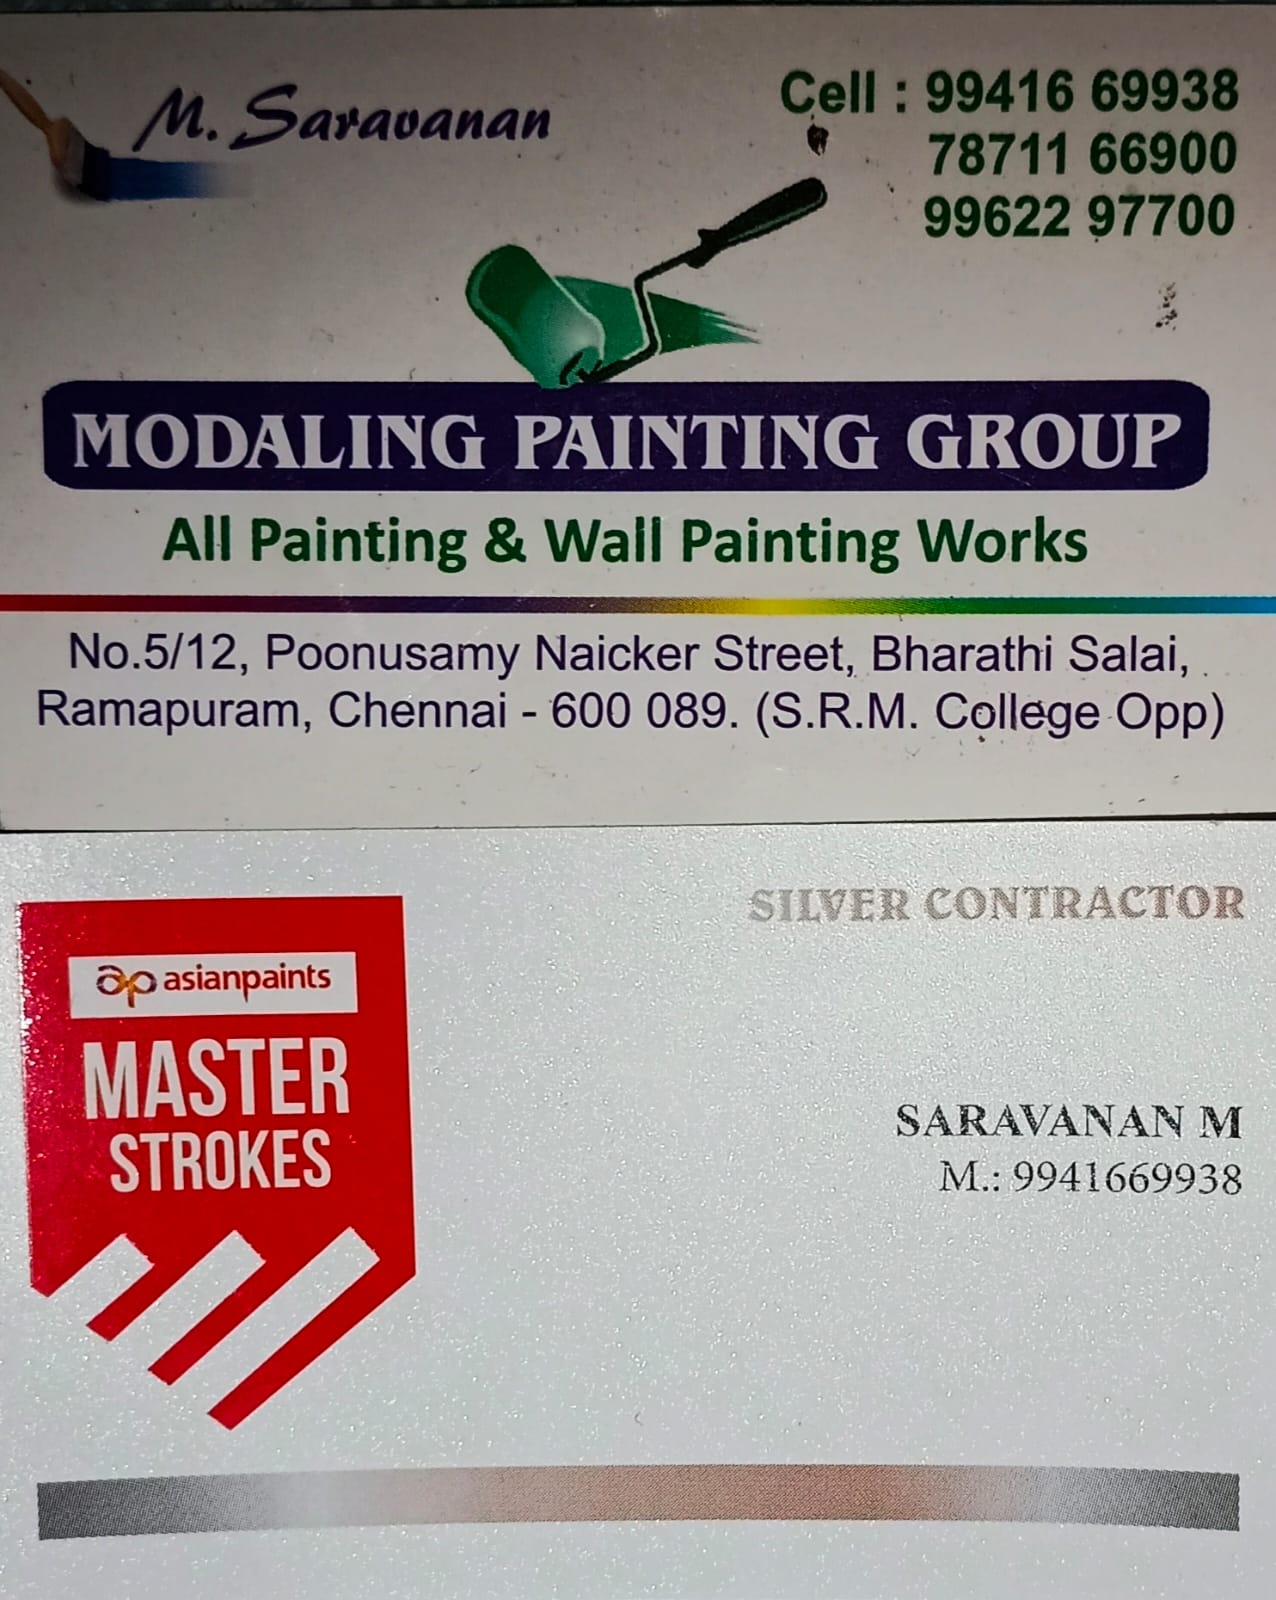 M. Saravanan
Cell : 99416 69938
78711 66900
99622 97700
MODALING PAINTING GROUP
All Painting & Wall Painting Works
No.5/12, Poonusamy Naicker Street, Bharathi Salai,
Ramapuram, Chennai - 600 089. (S.R.M. College Opp)
SILVER CONTRACTOR
ap asianpaints
MASTER
STROKES
SARAVANAN M
M.: 9941669938